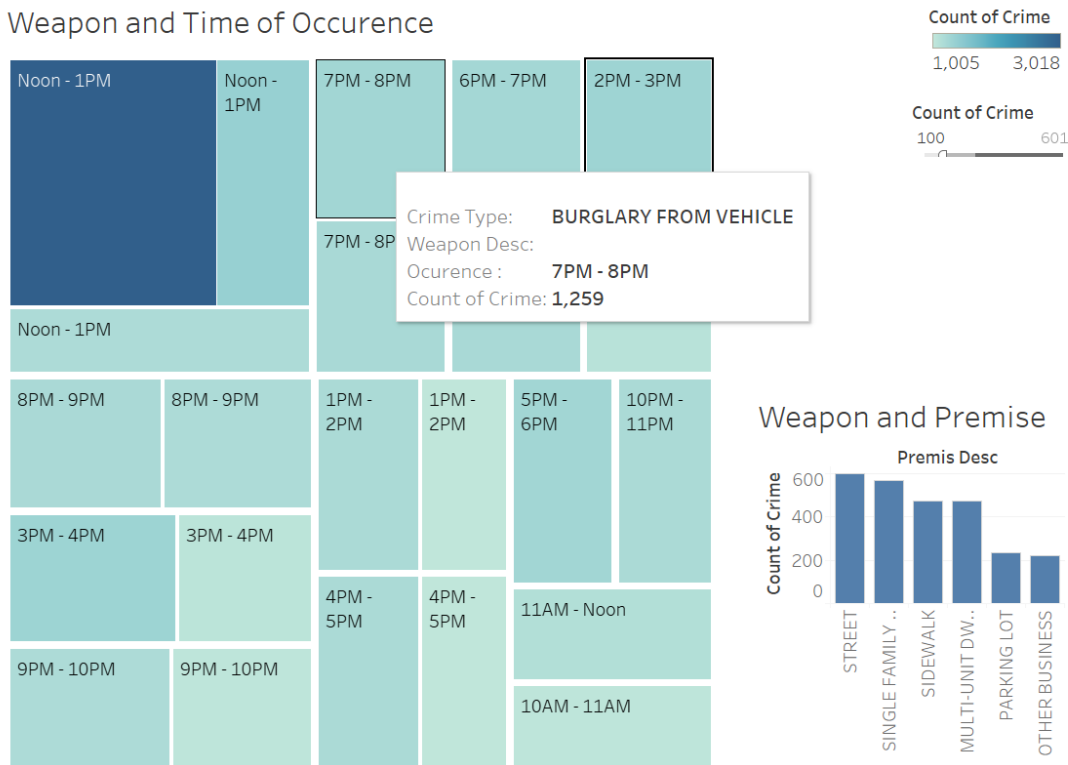 Weapon and Time of Occurence
Noon - 1PM
Noon -
1PM
7PM - 8PM
6PM - 7PM
2PM - 3PM
7PM - 8P
Noon - 1PM
Crime Type: BURGLARY FROM VEHICLE
Weapon Desc:
Ocurence : 7PM - 8PM
Count of Crime: 1,259
8PM - 9PM
8PM - 9PM
1PM -
2PM
1PM -
2PM
5PM -
6PM
10PM -
11PM
3PM - 4PM
3PM - 4PM
4PM -
5PM
4PM -
5PM
11AM - Noon
9PM - 10PM
9PM - 10PM
10AM - 11AM
Count of Crime
1,005 3,018
Count of Crime
100 601
Weapon and Premise
Premis Desc
Count of Crime
600
400
200
0
STREET
SINGLE FAMILY ..
SIDEWALK
MULTI-UNIT DW..
PARKING LOT
OTHER BUSINESS